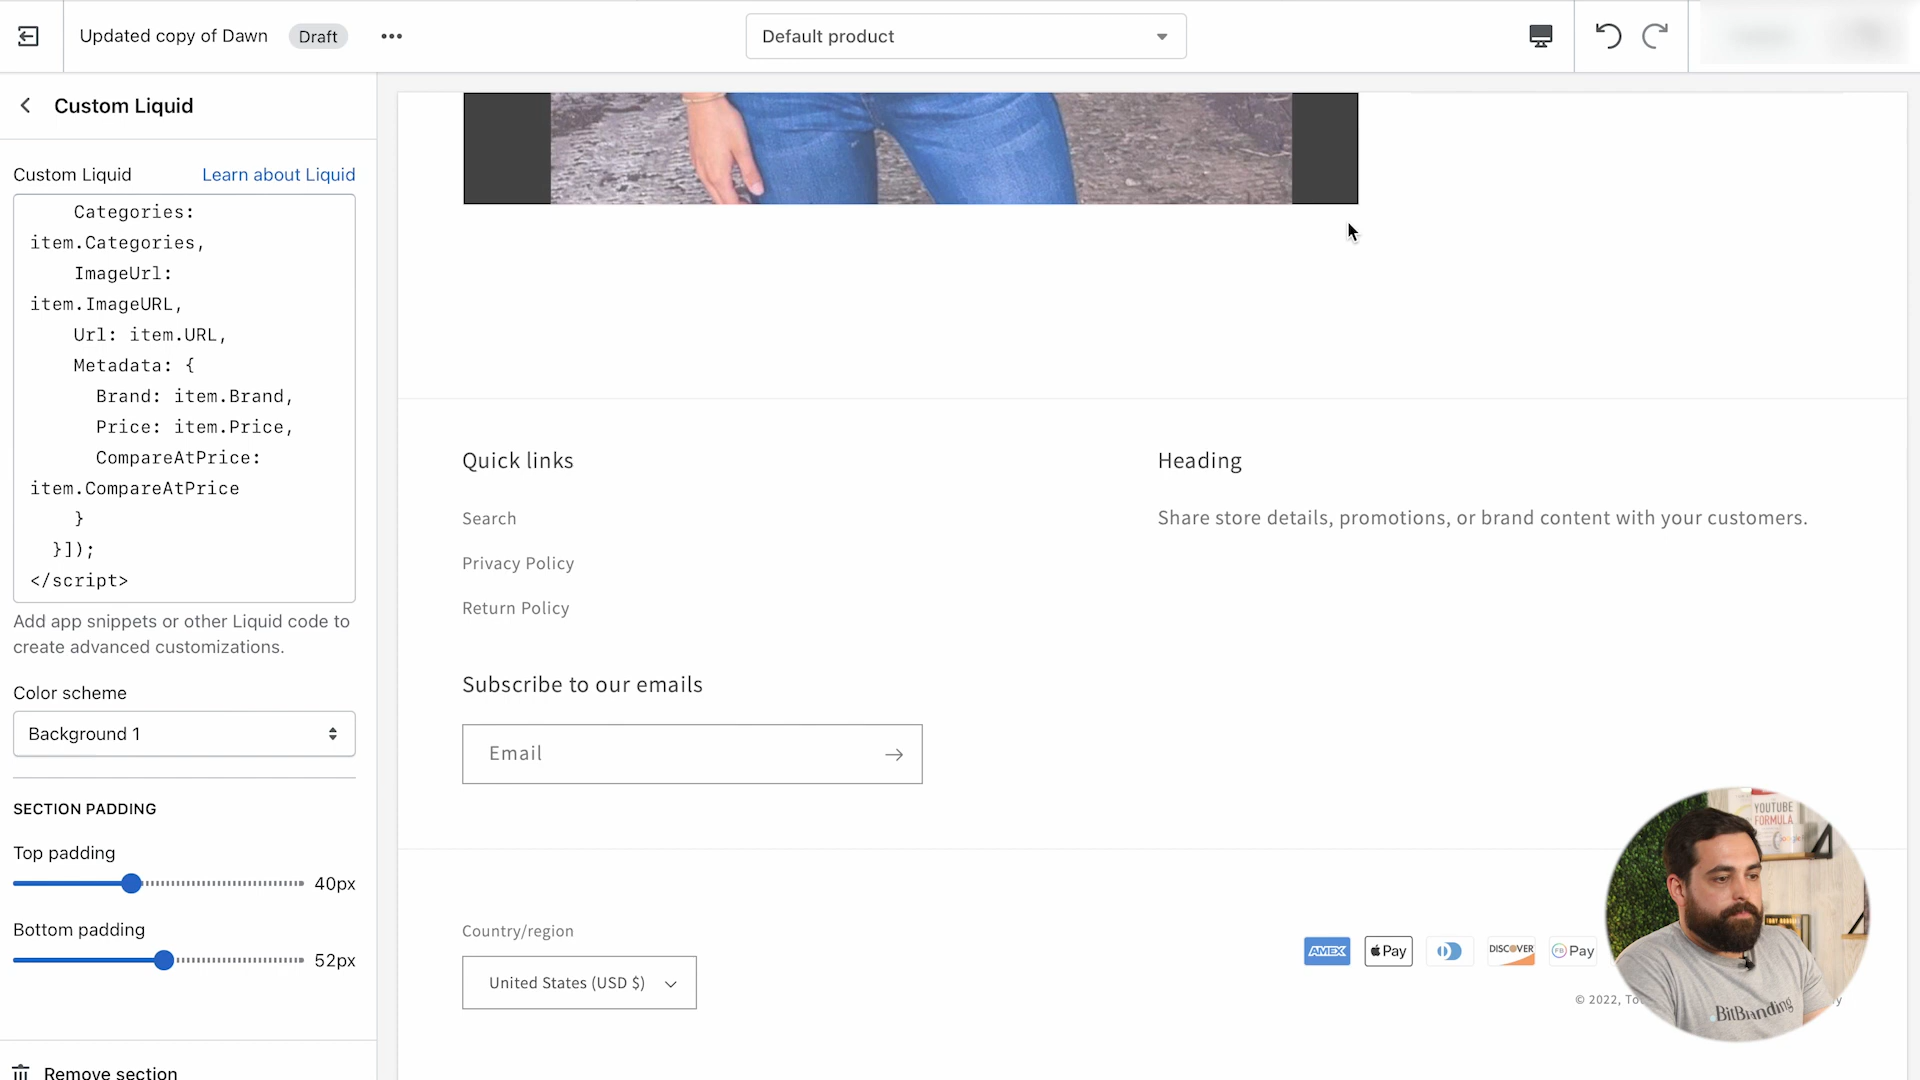 Updated copy of Dawn
Draft
Default product
Custom Liquid
Custom Liquid
Learn about Liquid
Categories:
item.Categories,
ImageUrl:
item.ImageURL,
Url: item.URL,
Metadata: {
Brand: item.Brand,
Price: item.Price,
CompareAtPrice:
item.CompareAtPrice
}
}]);
</script>
Add app snippets or other Liquid code to
create advanced customizations.
Color scheme
Background 1
SECTION PADDING
Top padding
40px
Bottom padding
52px
Remove section
Quick links
Search
Privacy Policy
Return Policy
Heading
Share store details, promotions, or brand content with your customers.
Subscribe to our emails
Email
Country/region
United States (USD $)
AMEX
Pay
DISCOVER
Pay
© 2022,
YOUTUBE
FORMULA
BitBranding